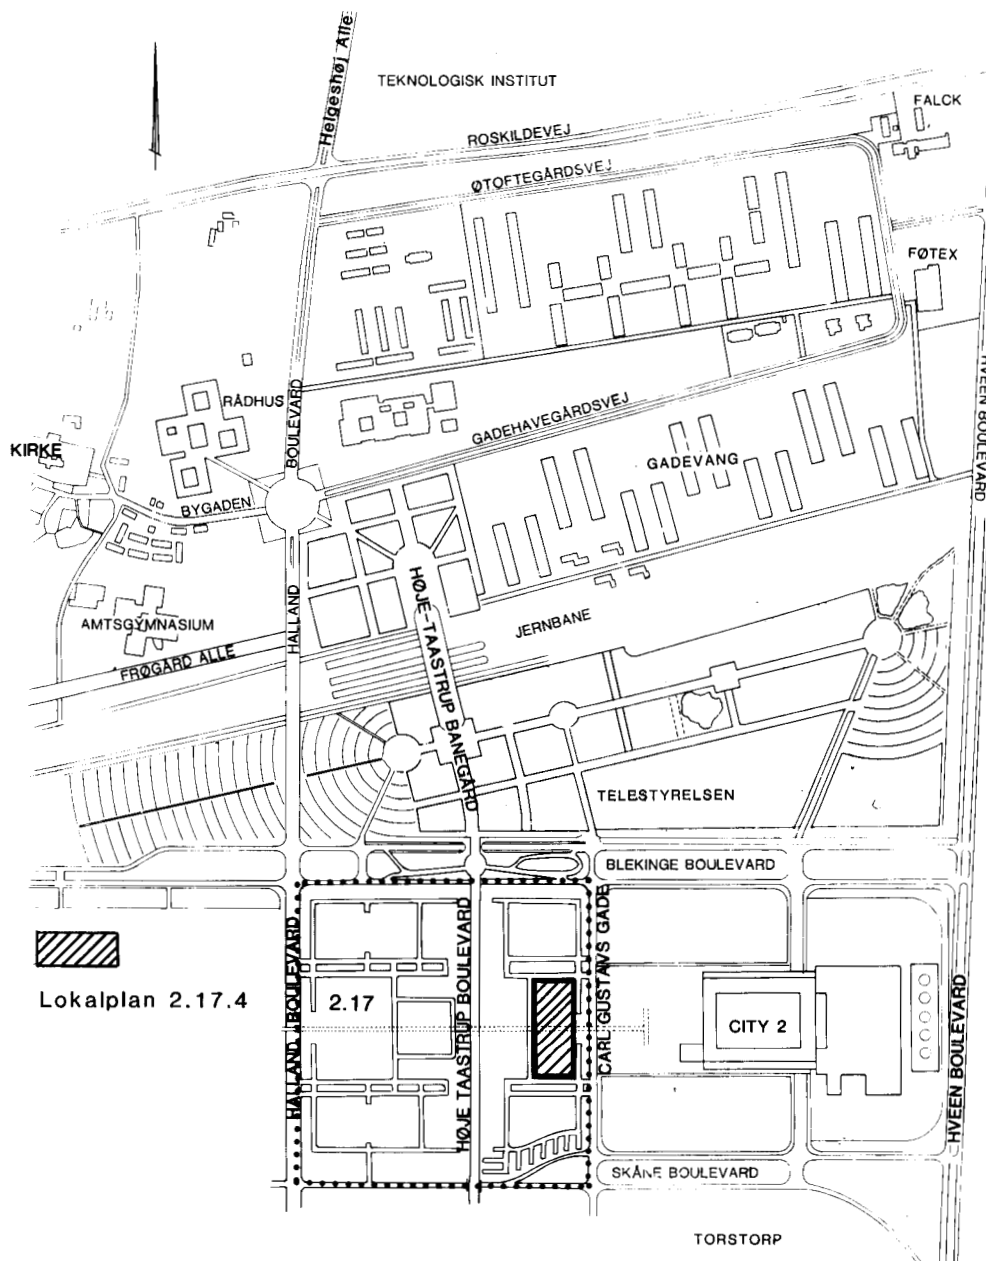 Helgeshøj Alle
TEKNOLOGISK INSTITUT
FALCK
ROSKILDEVEJ
ØTOFTEGÅRDSVEJ
FØTEX
HVEEN BOULEVARD
RÅDHUS
BOULEVARD
GADEHAVEGÅRDSVEJ
KIRKE
GADEVANG
BYGADEN
HALLAND
HØJE-TAASTRUP BANEGÅRD
AMTSGYMNASIUM
JERNBANE
FRØGÅRD ALLE
TELESTYRELSEN
BLEKINGE BOULEVARD
HALLAND BOULEVARD
HØJE TAASTRUP BOULEVARD
CARL GUSTAVS GADE
Lokalplan 2.17.4
2.17
CITY 2
HVEEN BOULEVARD
SKÅNE BOULEVARD
TORSTORP